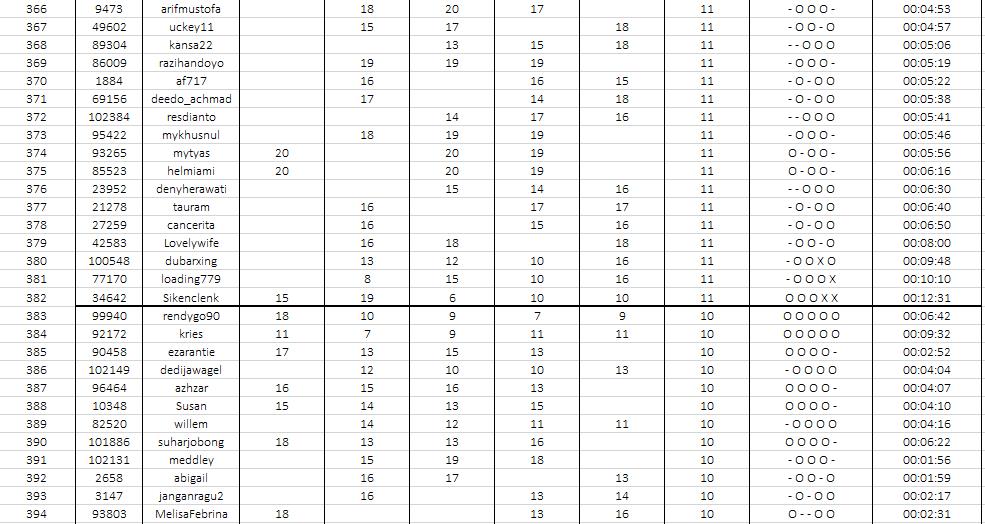 366 9473 arifmustofa 18 20 17 11 - O O O - 00:04:53
367 49602 uckey11 15 17 18 11 - O O - O 00:04:57
368 89304 kansa22 13 15 18 11 - - O O O 00:05:06
369 86009 razihandoyo 19 19 19 11 - O O O - 00:05:19
370 1884 af717 16 16 15 11 - O - O O 00:05:22
371 69156 deedo_achmad 17 14 18 11 - O - O O 00:05:38
372 102384 resdianto 14 17 16 11 - - O O O 00:05:41
373 95422 mykhusnul 18 19 19 11 - O O O - 00:05:46
374 93265 mytyas 20 20 19 11 O - O O - 00:05:56
375 85523 helmiami 20 20 19 11 O - O O - 00:06:16
376 23952 denyherawati 15 14 16 11 - - O O O 00:06:30
377 21278 tauram 16 17 17 11 - O - O O 00:06:40
378 27259 cancerita 16 15 16 11 - O - O O 00:06:50
379 42583 Lovelywife 16 18 18 11 - O O - O 00:08:00
380 100548 dubarxing 13 12 10 16 11 - O O X O 00:09:48
381 77170 loading779 8 15 10 16 11 - O O O X 00:10:10
382 34642 Sikenclenk 15 19 6 10 10 11 O O O X X 00:12:31
383 99940 rendygo90 18 10 9 7 9 10 O O O O O 00:06:42
384 92172 kries 11 7 9 11 11 10 O O O O O 00:09:32
385 90458 ezarantie 17 13 15 13 10 O O O O - 00:02:52
386 102149 dedijawagel 12 10 10 13 10 - O O O O 00:04:04
387 96464 azhzar 16 15 16 13 10 O O O O - 00:04:07
388 10348 Susan 15 14 13 15 10 O O O O - 00:04:10
389 82520 willem 14 12 11 11 10 - O O O O 00:04:16
390 101886 suharjobong 18 13 13 16 10 O O O O - 00:06:22
391 102131 meddley 15 19 18 10 - O O O - 00:01:56
392 2658 abigail 16 17 13 10 - O O - O 00:01:59
393 3147 janganragu2 16 13 14 10 - O - O O 00:02:17
394 93803 MelisaFebrina 18 13 16 10 O - - O O 00:02:31